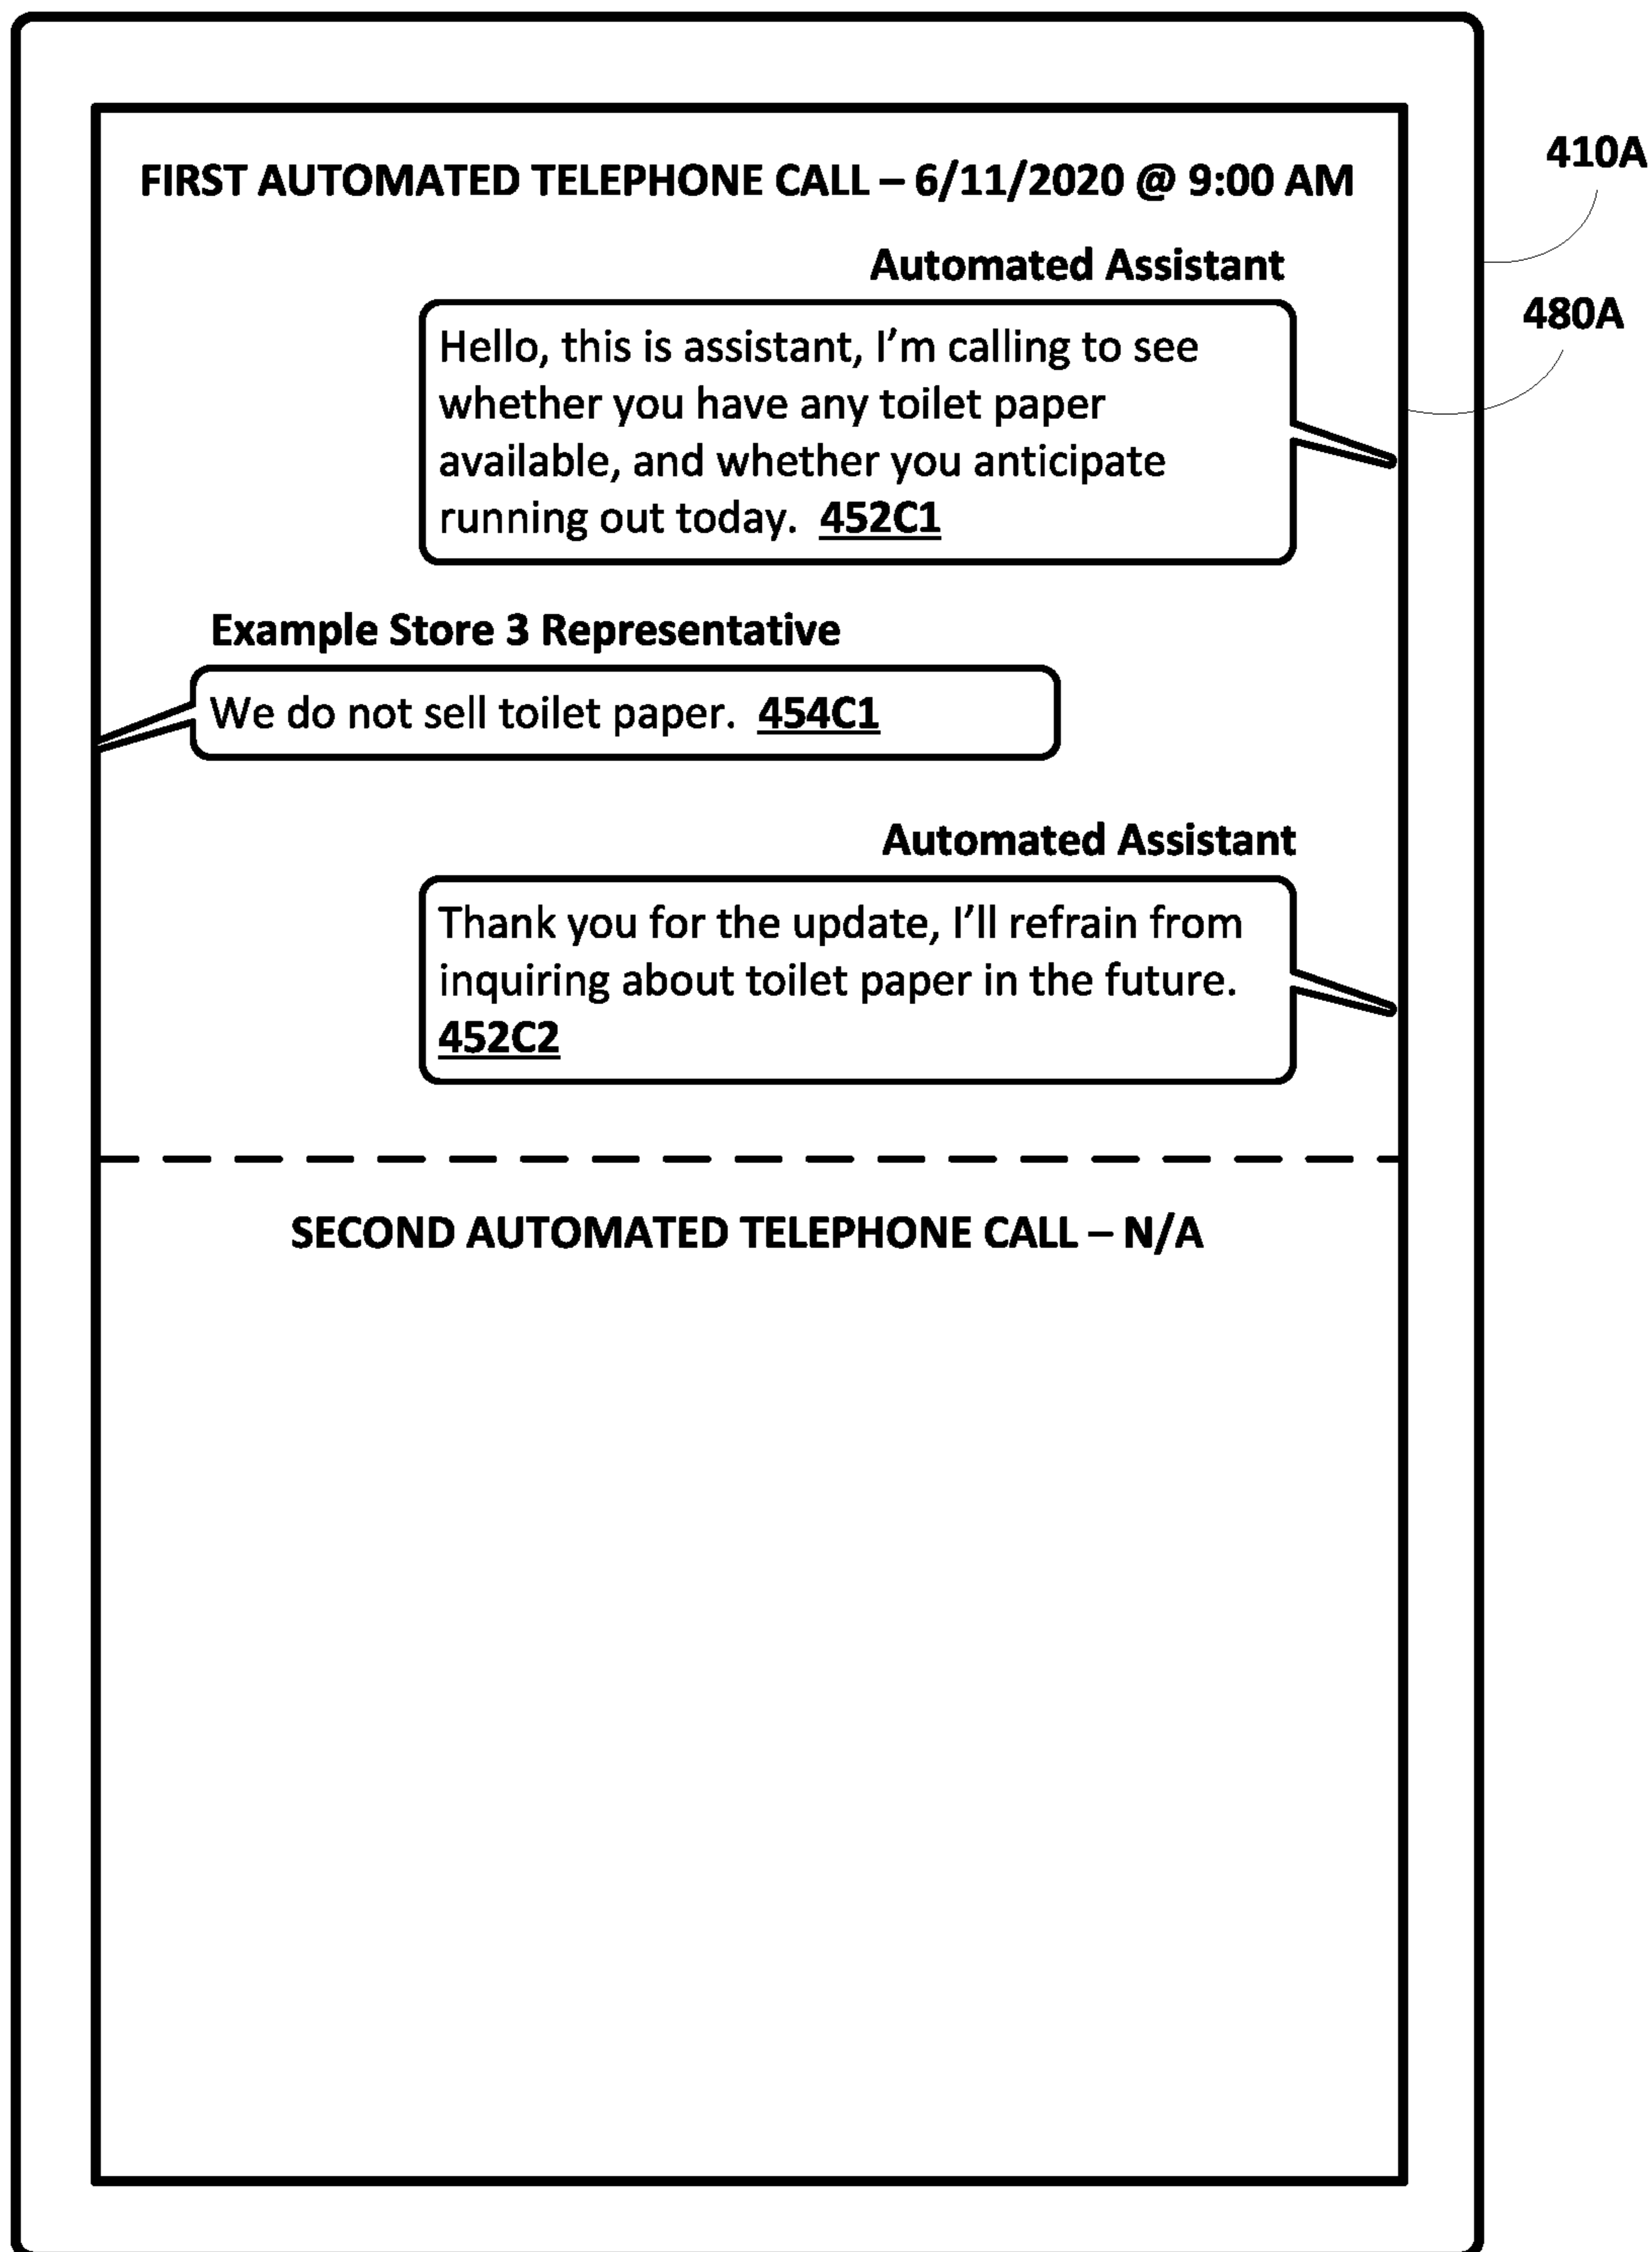 FIRST AUTOMATED TELEPHONE CALL – 6/11/2020 @ 9:00 AM
410A
Automated Assistant
480A
Hello, this is assistant, I'm calling to see
whether you have any toilet paper
available, and whether you anticipate
running out today. 452C1
Example Store 3 Representative
We do not sell toilet paper. 454C1
Automated Assistant
Thank you for the update, I'll refrain from
inquiring about toilet paper in the future.
452C2
SECOND AUTOMATED TELEPHONE CALL – N/A